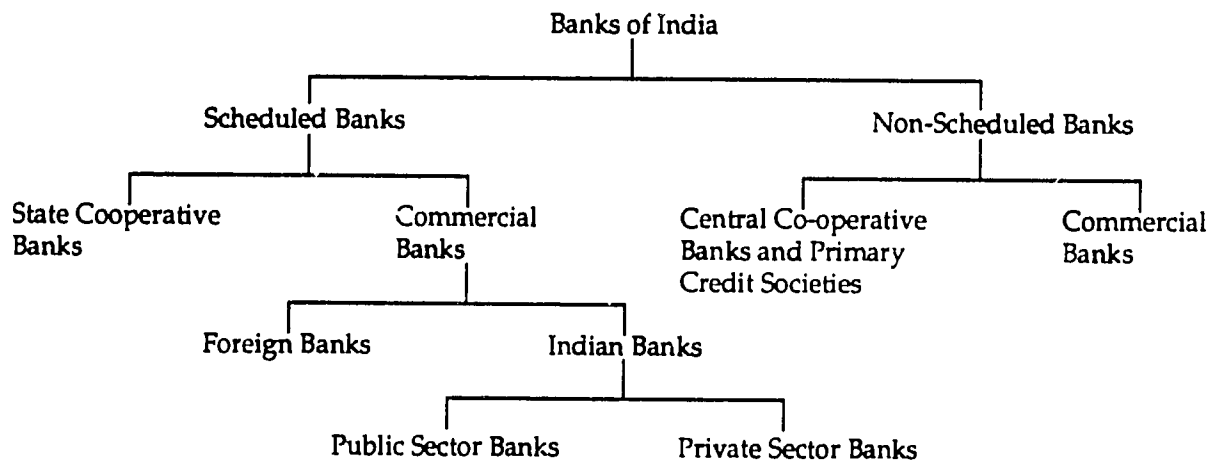 Banks of India
Scheduled Banks
Non-Scheduled Banks
State Cooperative
Banks
Commercial
Banks
Central Co-operative
Banks and Primary
Credit Societies
Commercial
Banks
Foreign Banks
Indian Banks
Public Sector Banks
Private Sector Banks